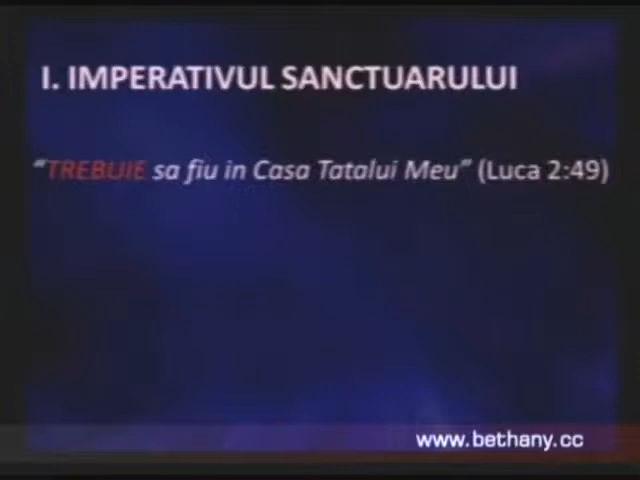 I. IMPERATIVUL SANCTUARULUI
"TREBUIE sa fiu in Casa Tatalui Meu" (Luca 2:49)
www.bethany.cc